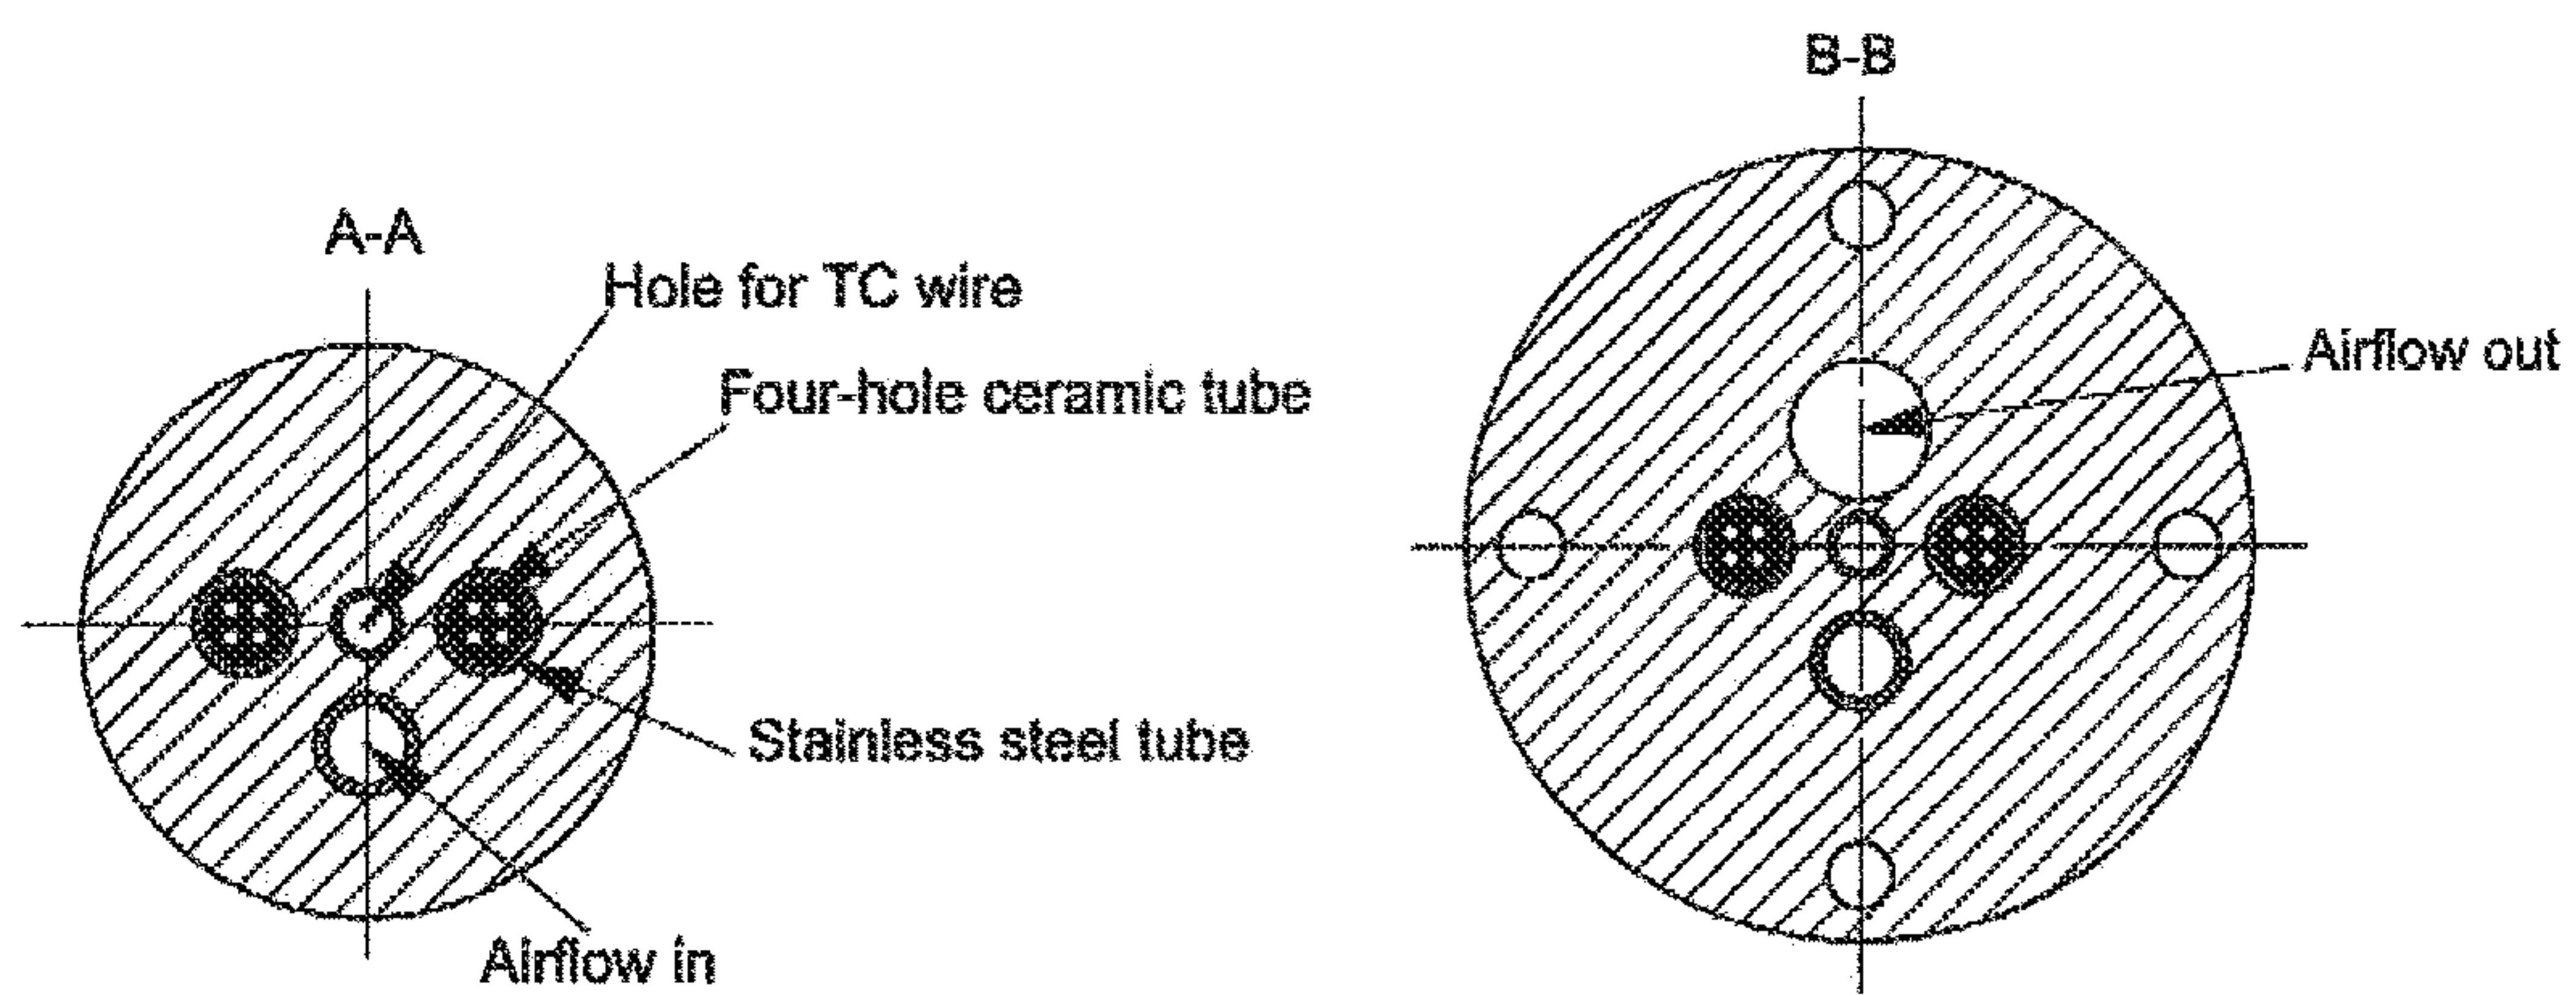 A-A
Hole for TC wire
Four-hole ceramic tube
Stainless steel tube
Airflow in
B-B
Airflow out